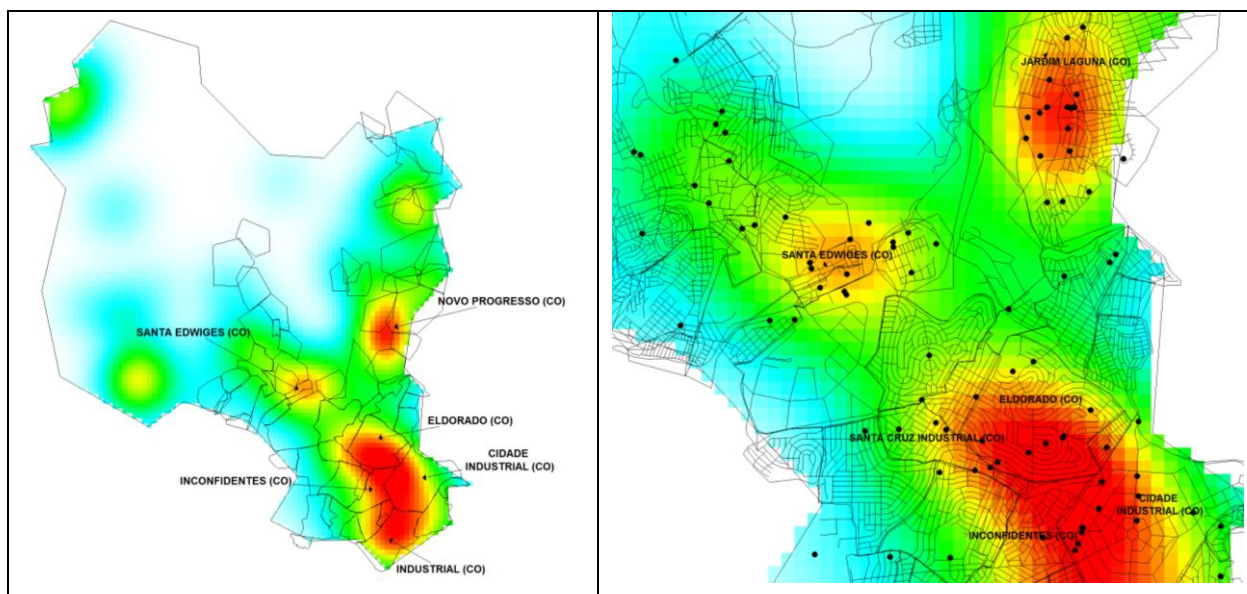 NOVO PROGRESSO (CO)
SANTA EDWIGES (CO)
ELDORADO (CO)
CIDADE
INDUSTRIAL (CO)
INCONFIDENTES (CO)
INDUSTRIAL (CO)
JARDIM LAGUNA (CO)
SANTA EDWIGES (CO)
ELDORADO (CO)
SANTA CRUZ INDUSTRIAL (CO)
CIDADE
INDUSTRIAL (CO)
INCONFIDENTES (CO)